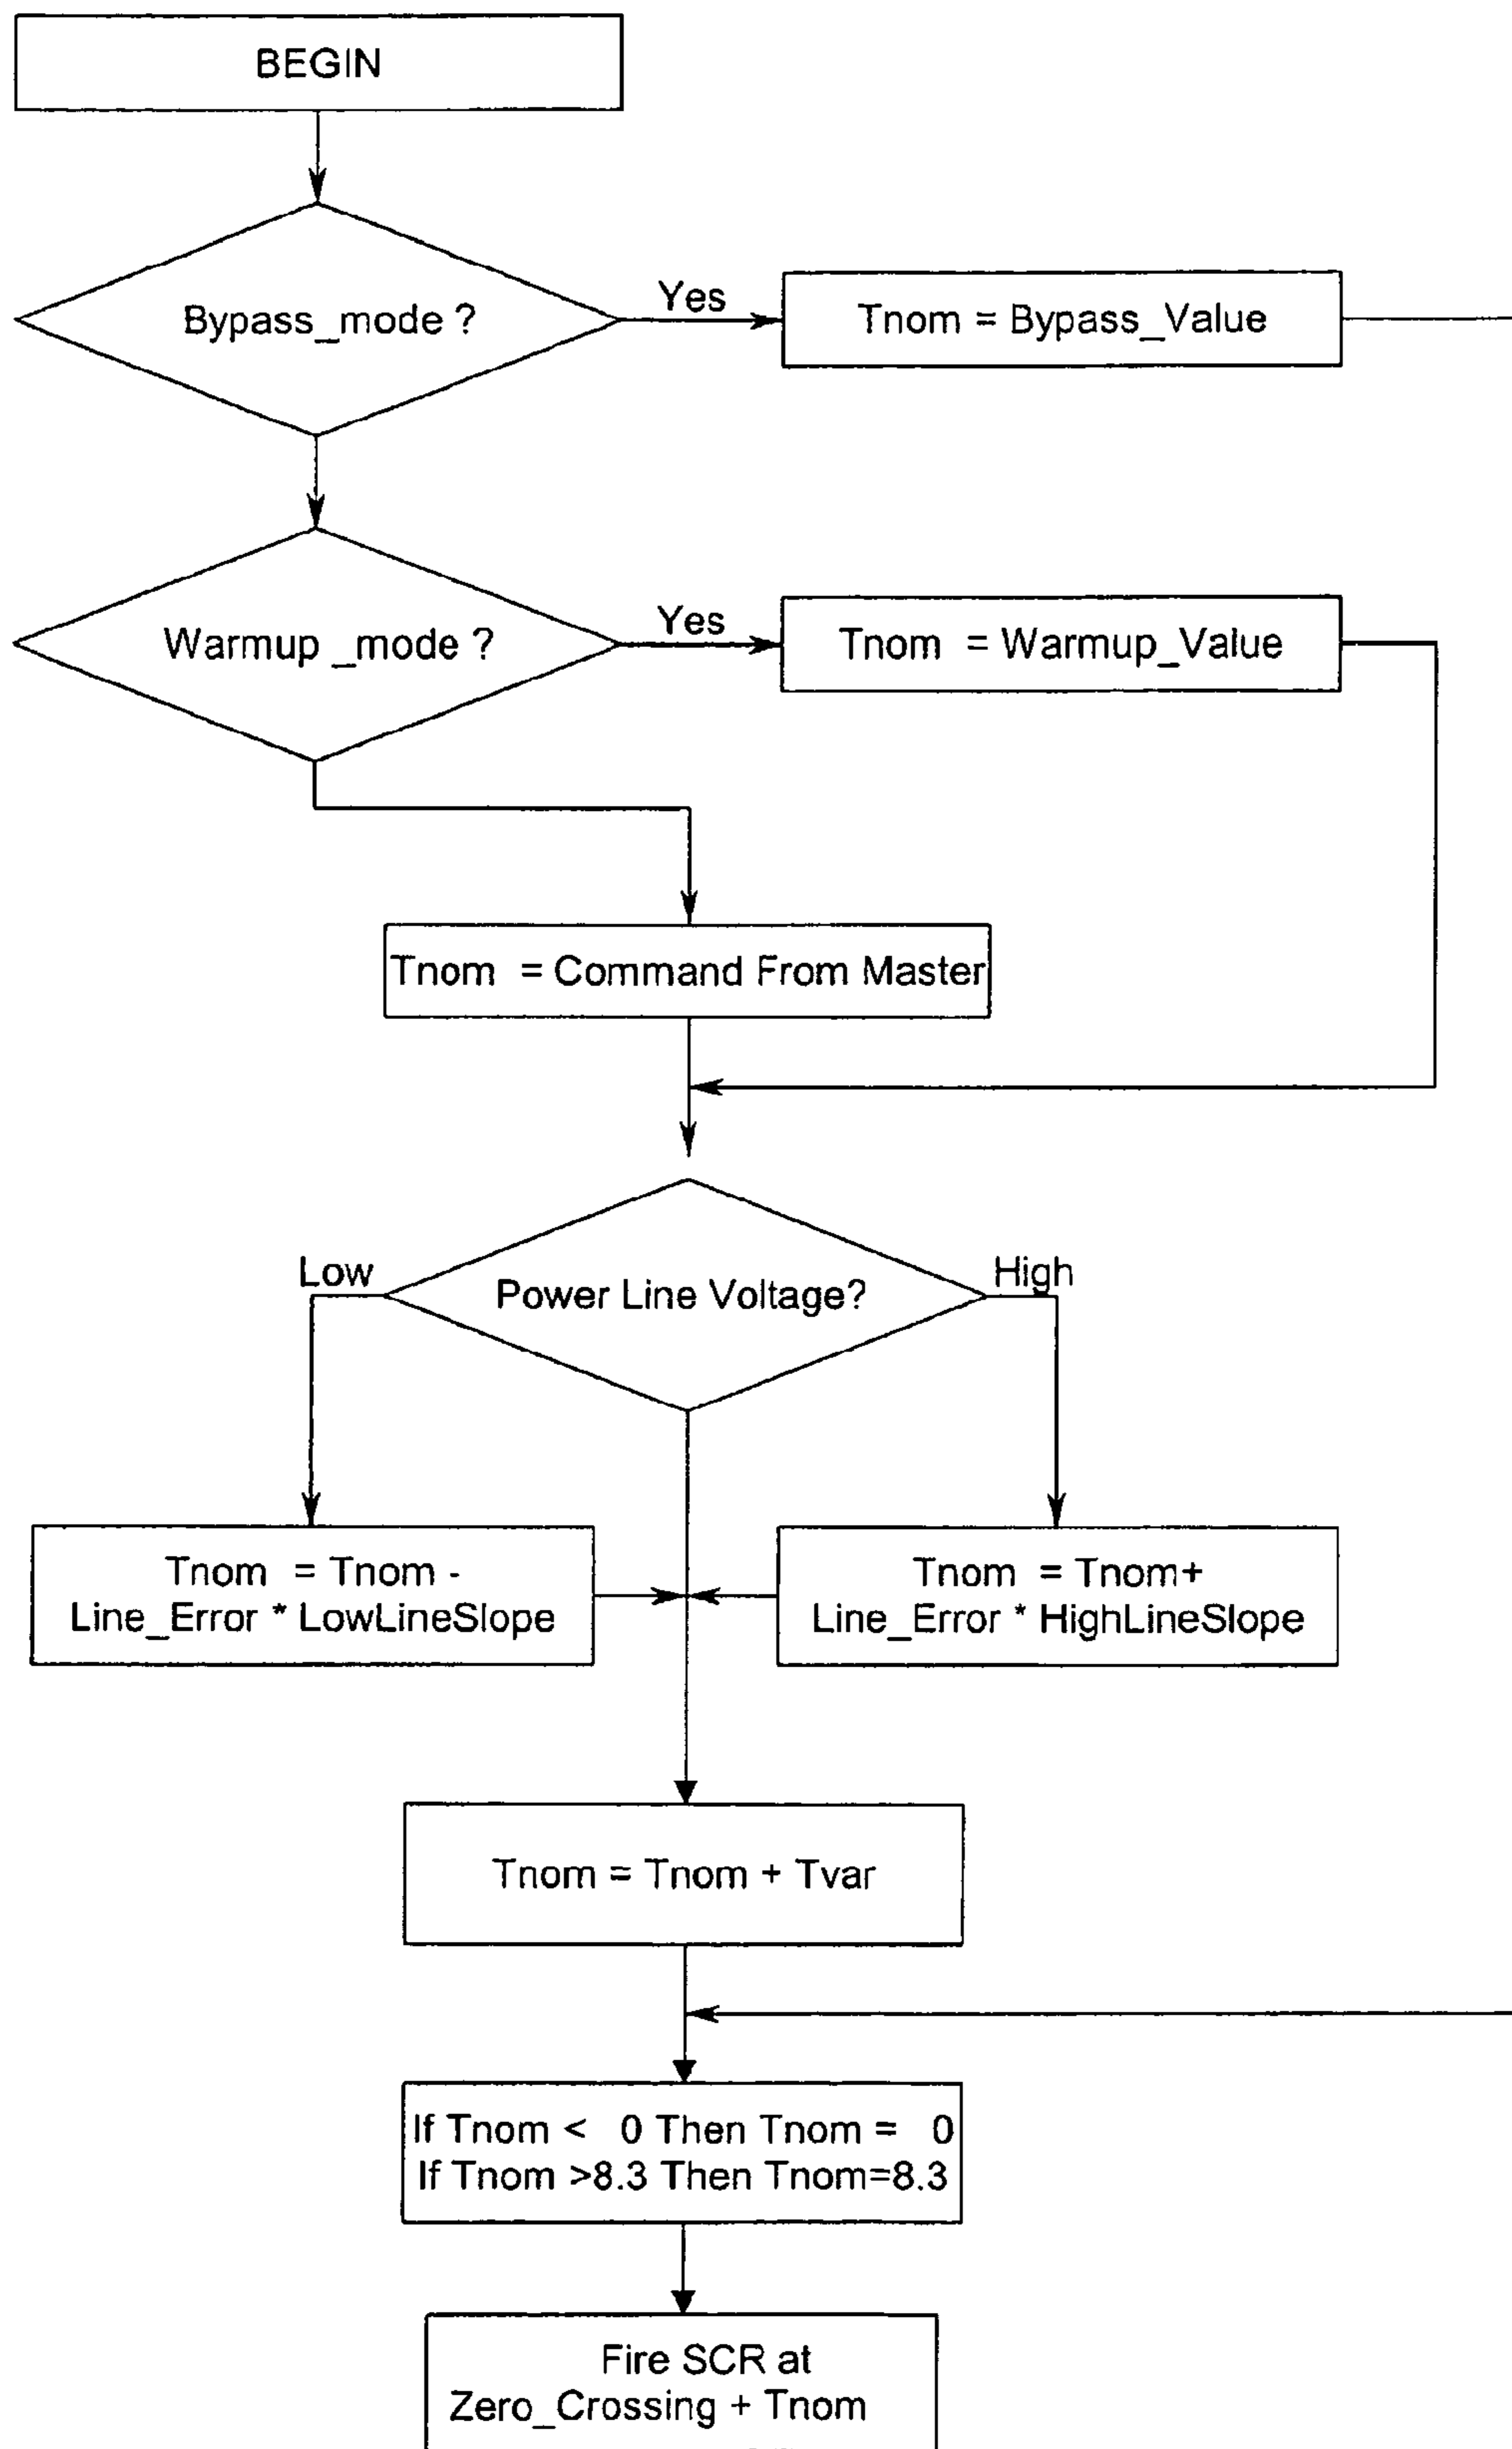 BEGIN
Bypass_mode ?
Yes
Tnom = Bypass_Value
Warmup _mode ?
Yes
Tnom = Warmup_Value
Tnom = Command From Master
Low
Power Line Voltage?
High
Tnom = Tnom -
Line_Error * LowLineSlope
Tnom = Tnom+
Line_Error * HighLineSlope
Tnom = Tnom + Tvar
If Tnom < 0 Then Tnom = 0
If Tnom >8.3 Then Tnom=8.3
Fire SCR at
Zero_Crossing + Tnom